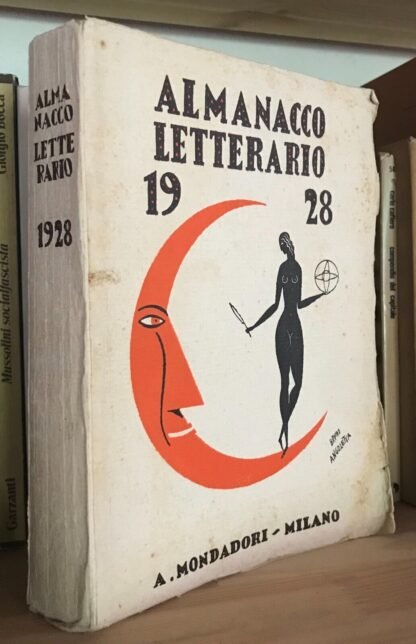 ALMANACCO
LETTERARIO
19 28
A. MONDADORI - MILANO
ALMA
NACCO
LETTE
RARIO
1928
Giorgio Bocca
Mussolini socialfascista
Garzanti